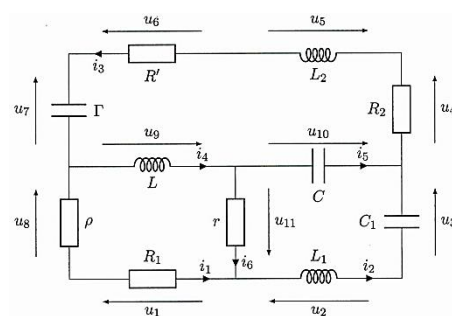 u₆ u₅
i₃ R′ L₂
u₇ Γ R₂ u₄
u₉ u₁₀
i₄ i₅
L C
u₈ ρ r u₁₁ C₁ u₃
R₁ i₁ i₆ L₁ i₂
u₁ u₂